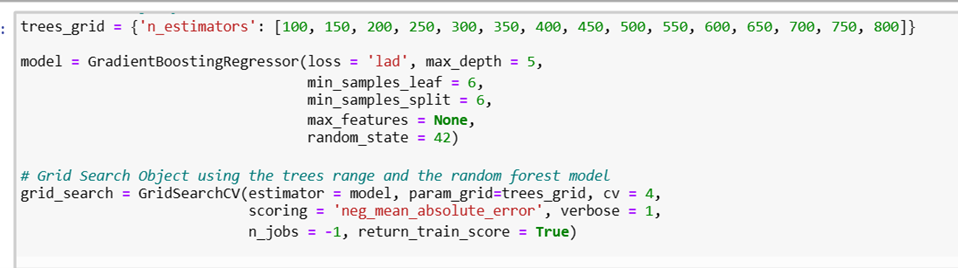 : trees_grid = {'n_estimators': [100, 150, 200, 250, 300, 350, 400, 450, 500, 550, 600, 650, 700, 750, 800]}
model = GradientBoostingRegressor(loss = 'lad', max_depth = 5,
min_samples_leaf = 6,
min_samples_split = 6,
max_features = None,
random_state = 42)
# Grid Search Object using the trees range and the random forest model
grid_search = GridSearchCV(estimator = model, param_grid=trees_grid, cv = 4,
scoring = 'neg_mean_absolute_error', verbose = 1,
n_jobs = -1, return_train_score = True)